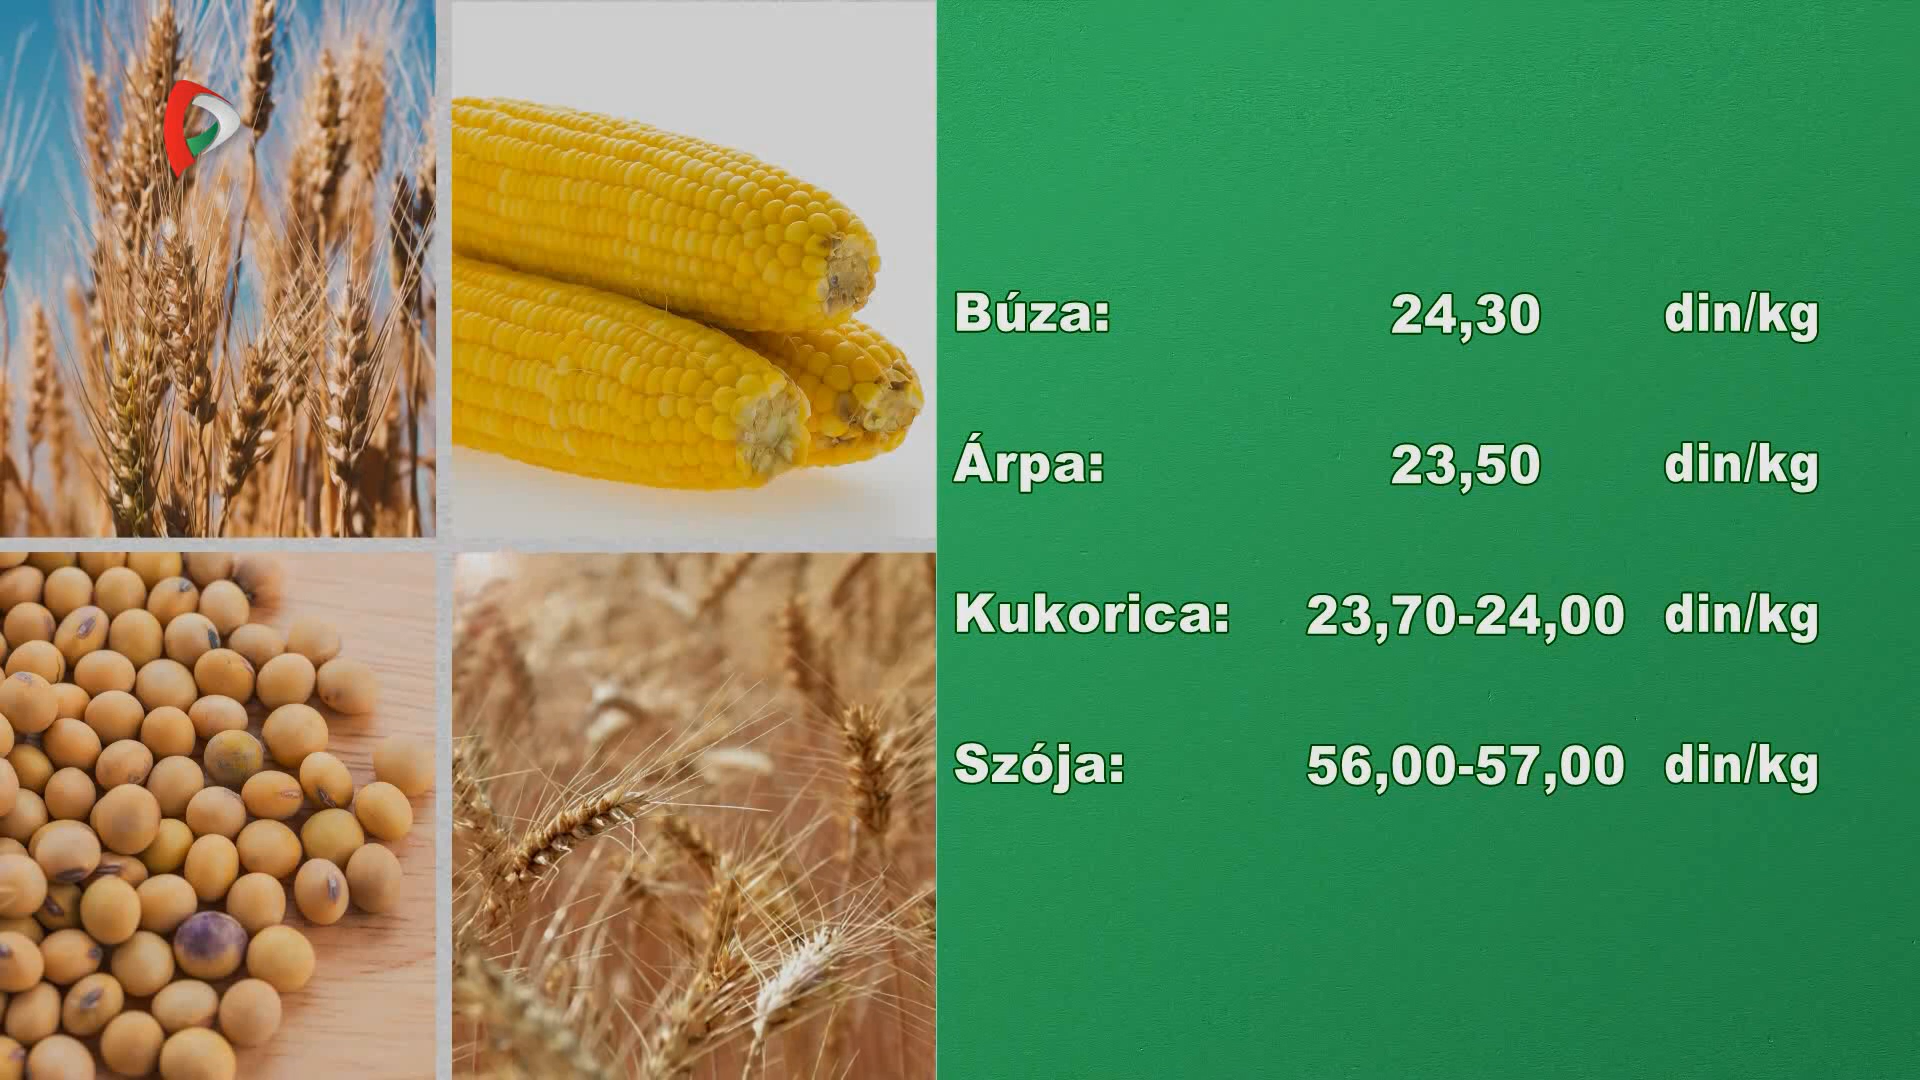 Búza: 24,30 din/kg
Árpa: 23,50 din/kg
Kukorica: 23,70-24,00 din/kg
Szója: 56,00-57,00 din/kg